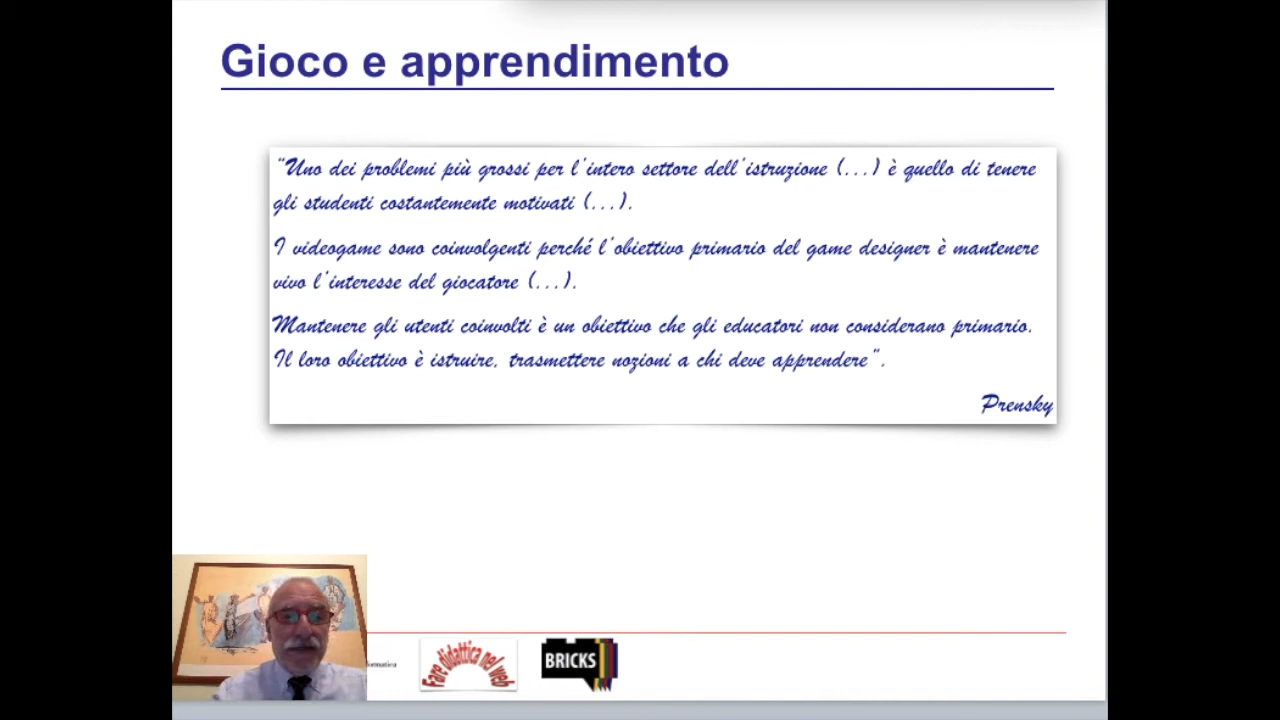 Gioco e apprendimento
“Uno dei problemi più grossi per l’intero settore dell’istruzione (...) è quello di tenere
gli studenti costantemente motivati (...).
I videogame sono coinvolgenti perché l’obiettivo primario del game designer è mantenere
vivo l’interesse del giocatore (...).
Mantenere gli utenti coinvolti è un obiettivo che gli educatori non considerano primario.
Il loro obiettivo è istruire, trasmettere nozioni a chi deve apprendere”.
Prensky
Fare didattica nel web
BRICKS